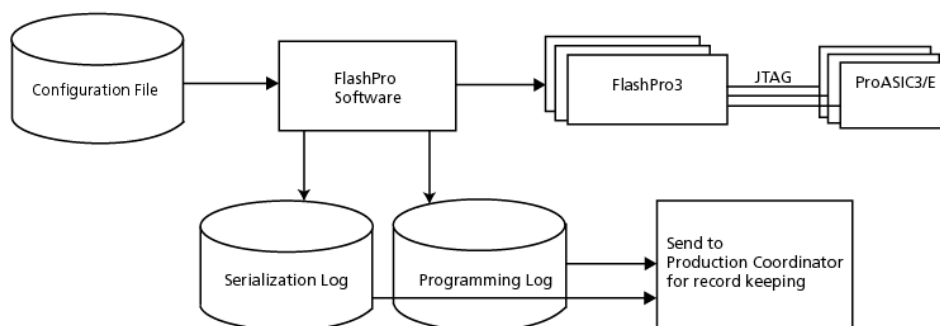 Configuration File
FlashPro
Software
FlashPro3
JTAG
ProASIC3/E
Serialization Log
Programming Log
Send to
Production Coordinator
for record keeping